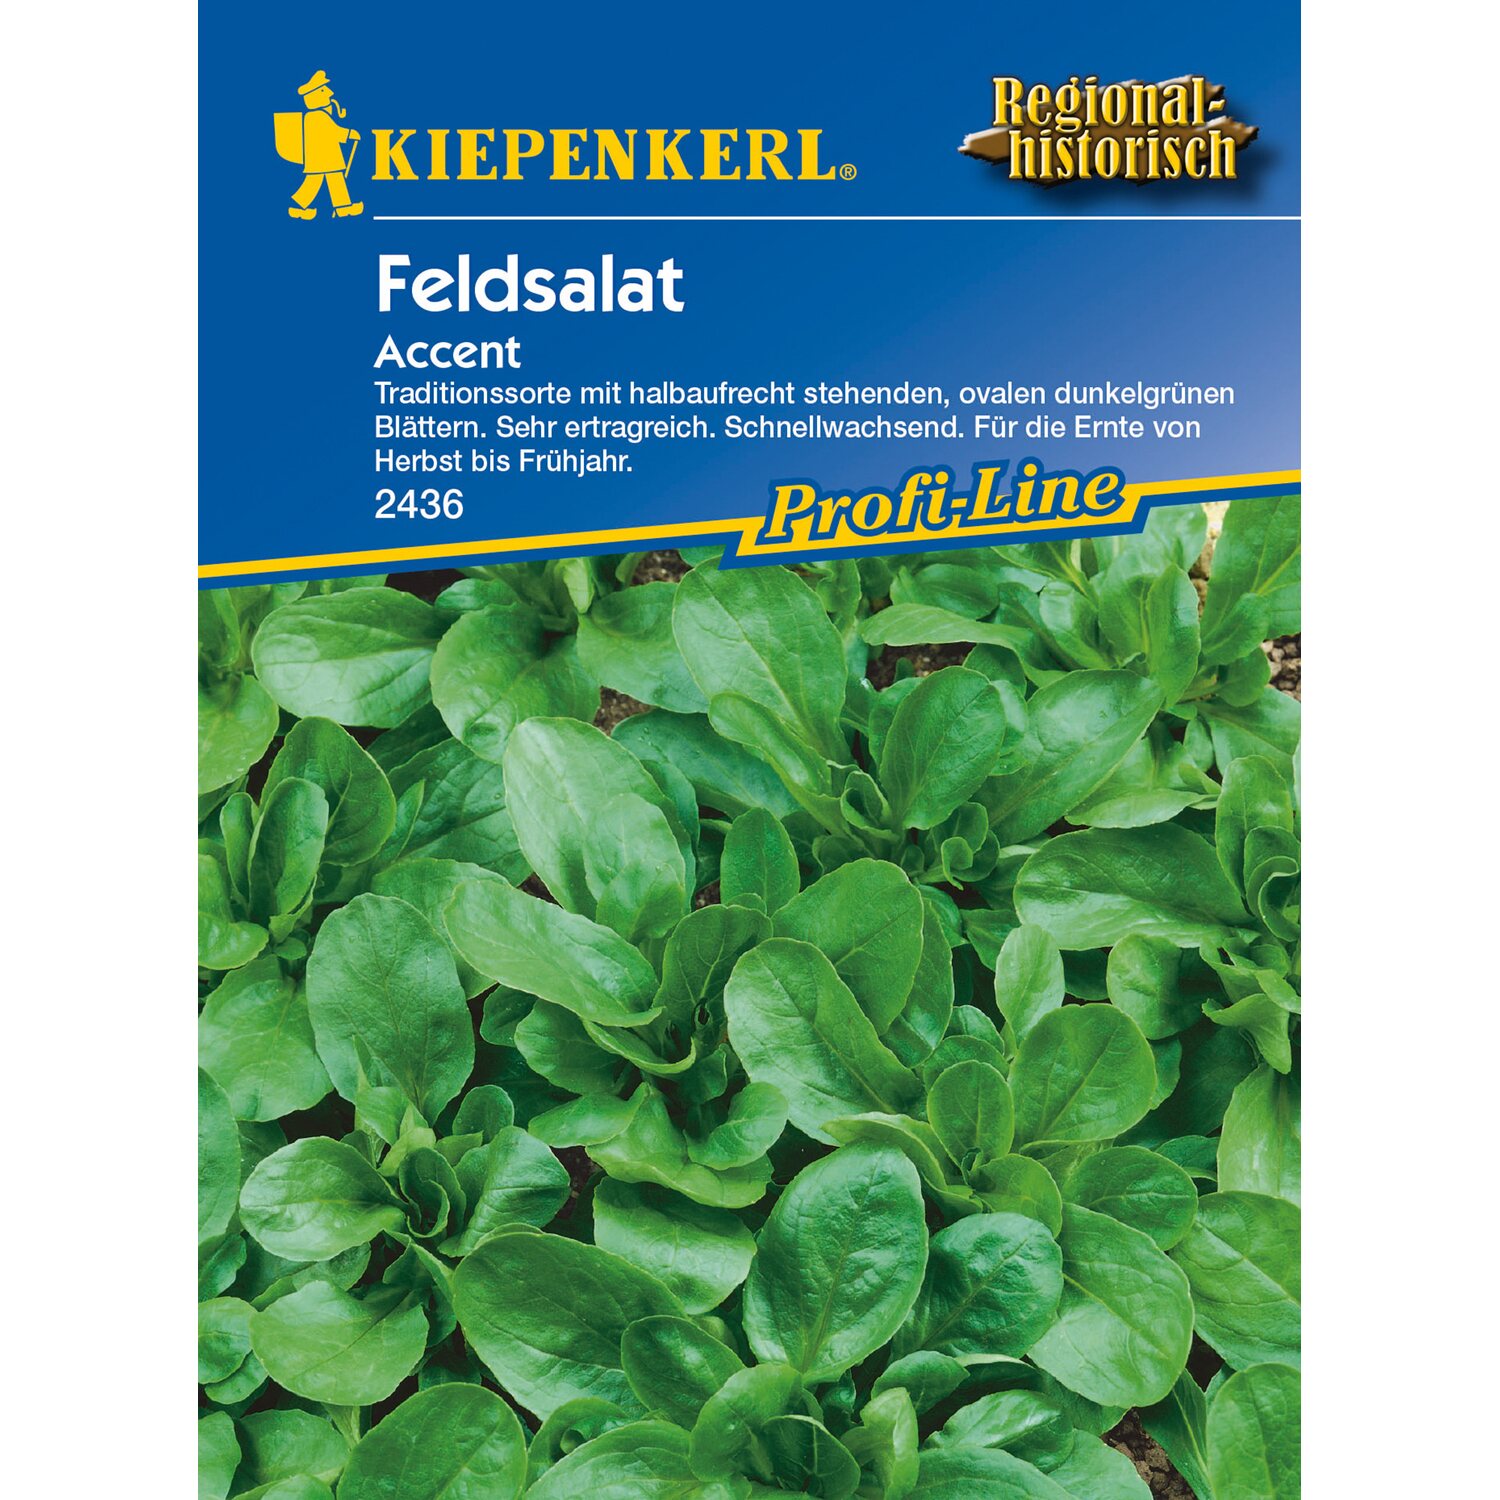 KIEPENKERL®
Regional-
historisch
Feldsalat
Accent
Traditionssorte mit halbaufrecht stehenden, ovalen dunkelgrünen
Blättern. Sehr ertragreich. Schnellwachsend. Für die Ernte von
Herbst bis Frühjahr.
2436
Profi-Line